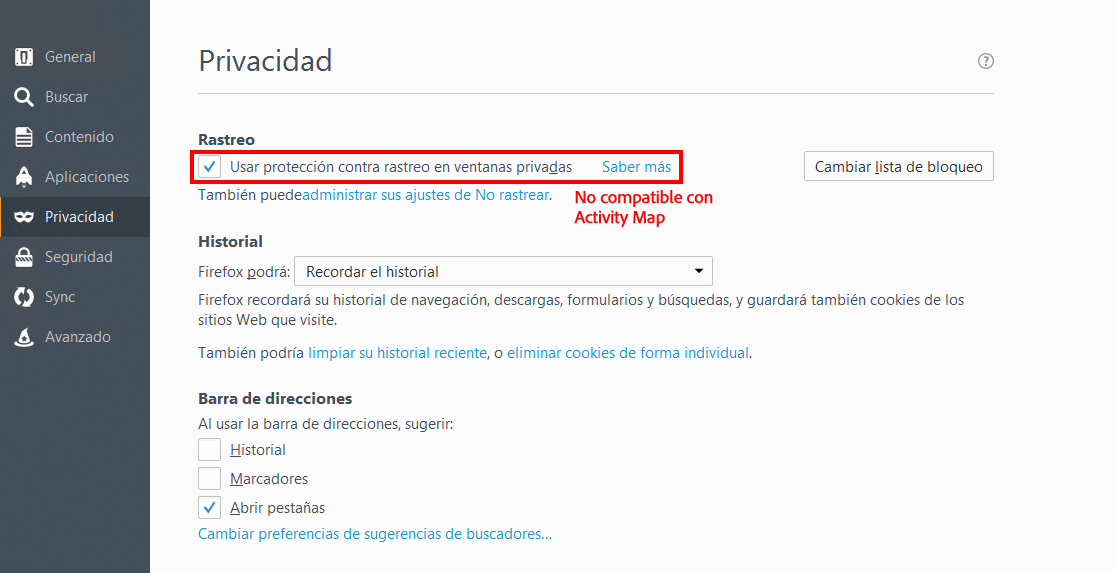 General
Buscar
Contenido
Aplicaciones
Privacidad
Seguridad
Sync
Avanzado
Privacidad
?
Rastreo
Usar protección contra rastreo en ventanas privadas Saber más
Cambiar lista de bloqueo
También puedeadministrar sus ajustes de No rastrear.
No compatible con
Activity Map
Historial
Firefox podrá: Recordar el historial
Firefox recordará su historial de navegación, descargas, formularios y búsquedas, y guardará también cookies de los
sitios Web que visite.
También podría limpiar su historial reciente, o eliminar cookies de forma individual.
Barra de direcciones
Al usar la barra de direcciones, sugerir:
Historial
Marcadores
Abrir pestañas
Cambiar preferencias de sugerencias de buscadores...